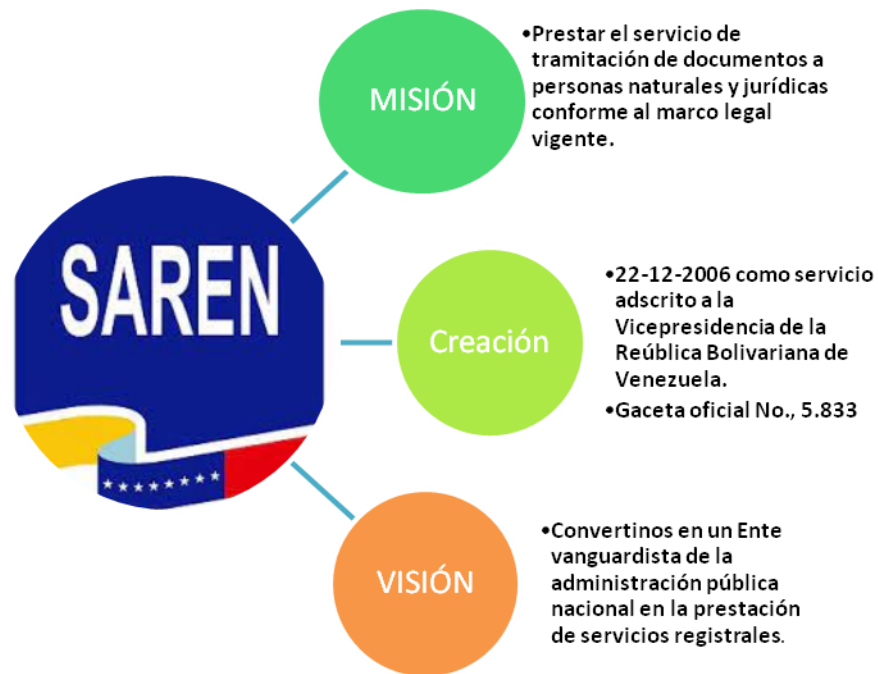 SAREN
MISIÓN
•Prestar el servicio de
tramitación de documentos a
personas naturales y jurídicas
conforme al marco legal
vigente.
Creación
•22-12-2006 como servicio
adscrito a la
Vicepresidencia de la
Reública Bolivariana de
Venezuela.
•Gaceta oficial No., 5.833
VISIÓN
•Convertinos en un Ente
vanguardista de la
administración pública
nacional en la prestación
de servicios registrales.